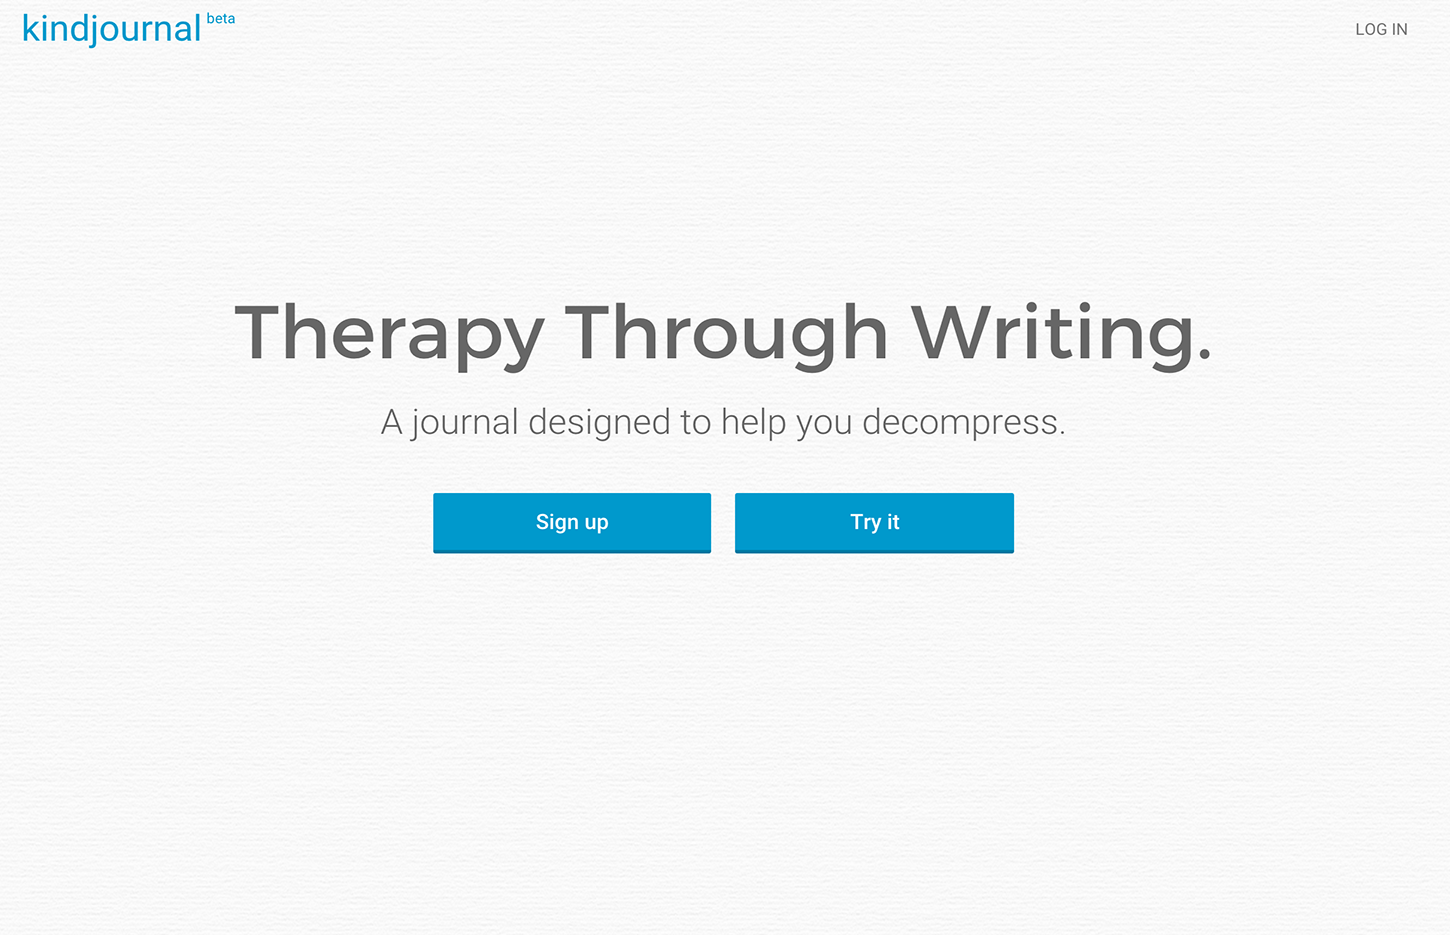 kindjournal beta
LOG IN
Therapy Through Writing.
A journal designed to help you decompress.
Sign up
Try it